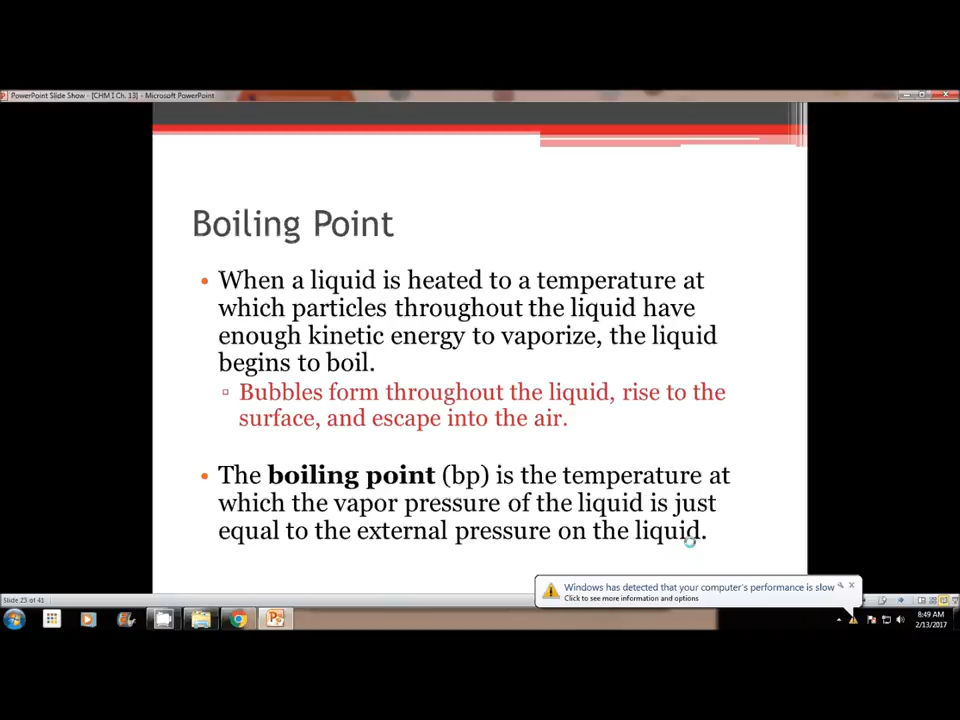 PowerPoint Slide Show - [CHM I Ch. 13] - Microsoft PowerPoint
Boiling Point
• When a liquid is heated to a temperature at
which particles throughout the liquid have
enough kinetic energy to vaporize, the liquid
begins to boil.
▫ Bubbles form throughout the liquid, rise to the
surface, and escape into the air.
• The boiling point (bp) is the temperature at
which the vapor pressure of the liquid is just
equal to the external pressure on the liquid.
Windows has detected that your computer's performance is slow
Click to see more information and options
Slide 23 of 41
8:49 AM
2/13/2017